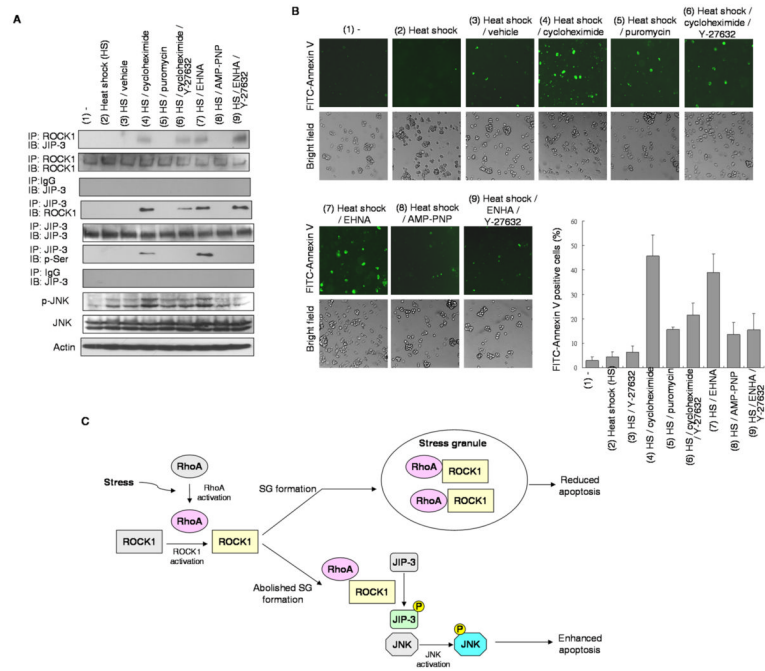 A
(1) -
(2) Heat shock (HS)
(3) HS / vehicle
(4) HS / cycloheximide
(5) HS / puromycin
(6) HS / cycloheximide /
Y-27632
(7) HS / EHNA
(8) HS / AMP-PNP
(9) HS / ENHA /
Y-27632
IP: ROCK1
IB: JIP-3
IP: ROCK1
IB: ROCK1
IP:IgG
IB: JIP-3
IP: JIP-3
IB: ROCK1
IP: JIP-3
IB: JIP-3
IP: JIP-3
IB: p-Ser
IP: IgG
IB: JIP-3
p-JNK
JNK
Actin
B
(1) -
(2) Heat shock
(3) Heat shock
/ vehicle
(4) Heat shock
/ cycloheximide
(5) Heat shock
/ puromycin
(6) Heat shock /
cycloheximide /
Y-27632
FITC-Annexin V
Bright field
(7) Heat shock
/ EHNA
(8) Heat shock
/ AMP-PNP
(9) Heat shock /
ENHA /
Y-27632
FITC-Annexin V
Bright field
FITC-Annexin V positive cells (%)
60
50
40
30
20
10
0
(1) -
(2) Heat shock (HS)
(3) HS / Y-27632
(4) HS / cycloheximide
(5) HS / puromycin
(6) HS / cycloheximide
/ Y-27632
(7) HS / EHNA
(8) HS / AMP-PNP
(9) HS / ENHA /
Y-27632
C
Stress
RhoA
RhoA
activation
RhoA
ROCK1
ROCK1
activation
ROCK1
SG formation
Stress granule
RhoA
ROCK1
RhoA
ROCK1
Reduced
apoptosis
Abolished SG
formation
RhoA
ROCK1
JIP-3
P
JIP-3
JNK
JNK
activation
P
JNK
Enhanced
apoptosis